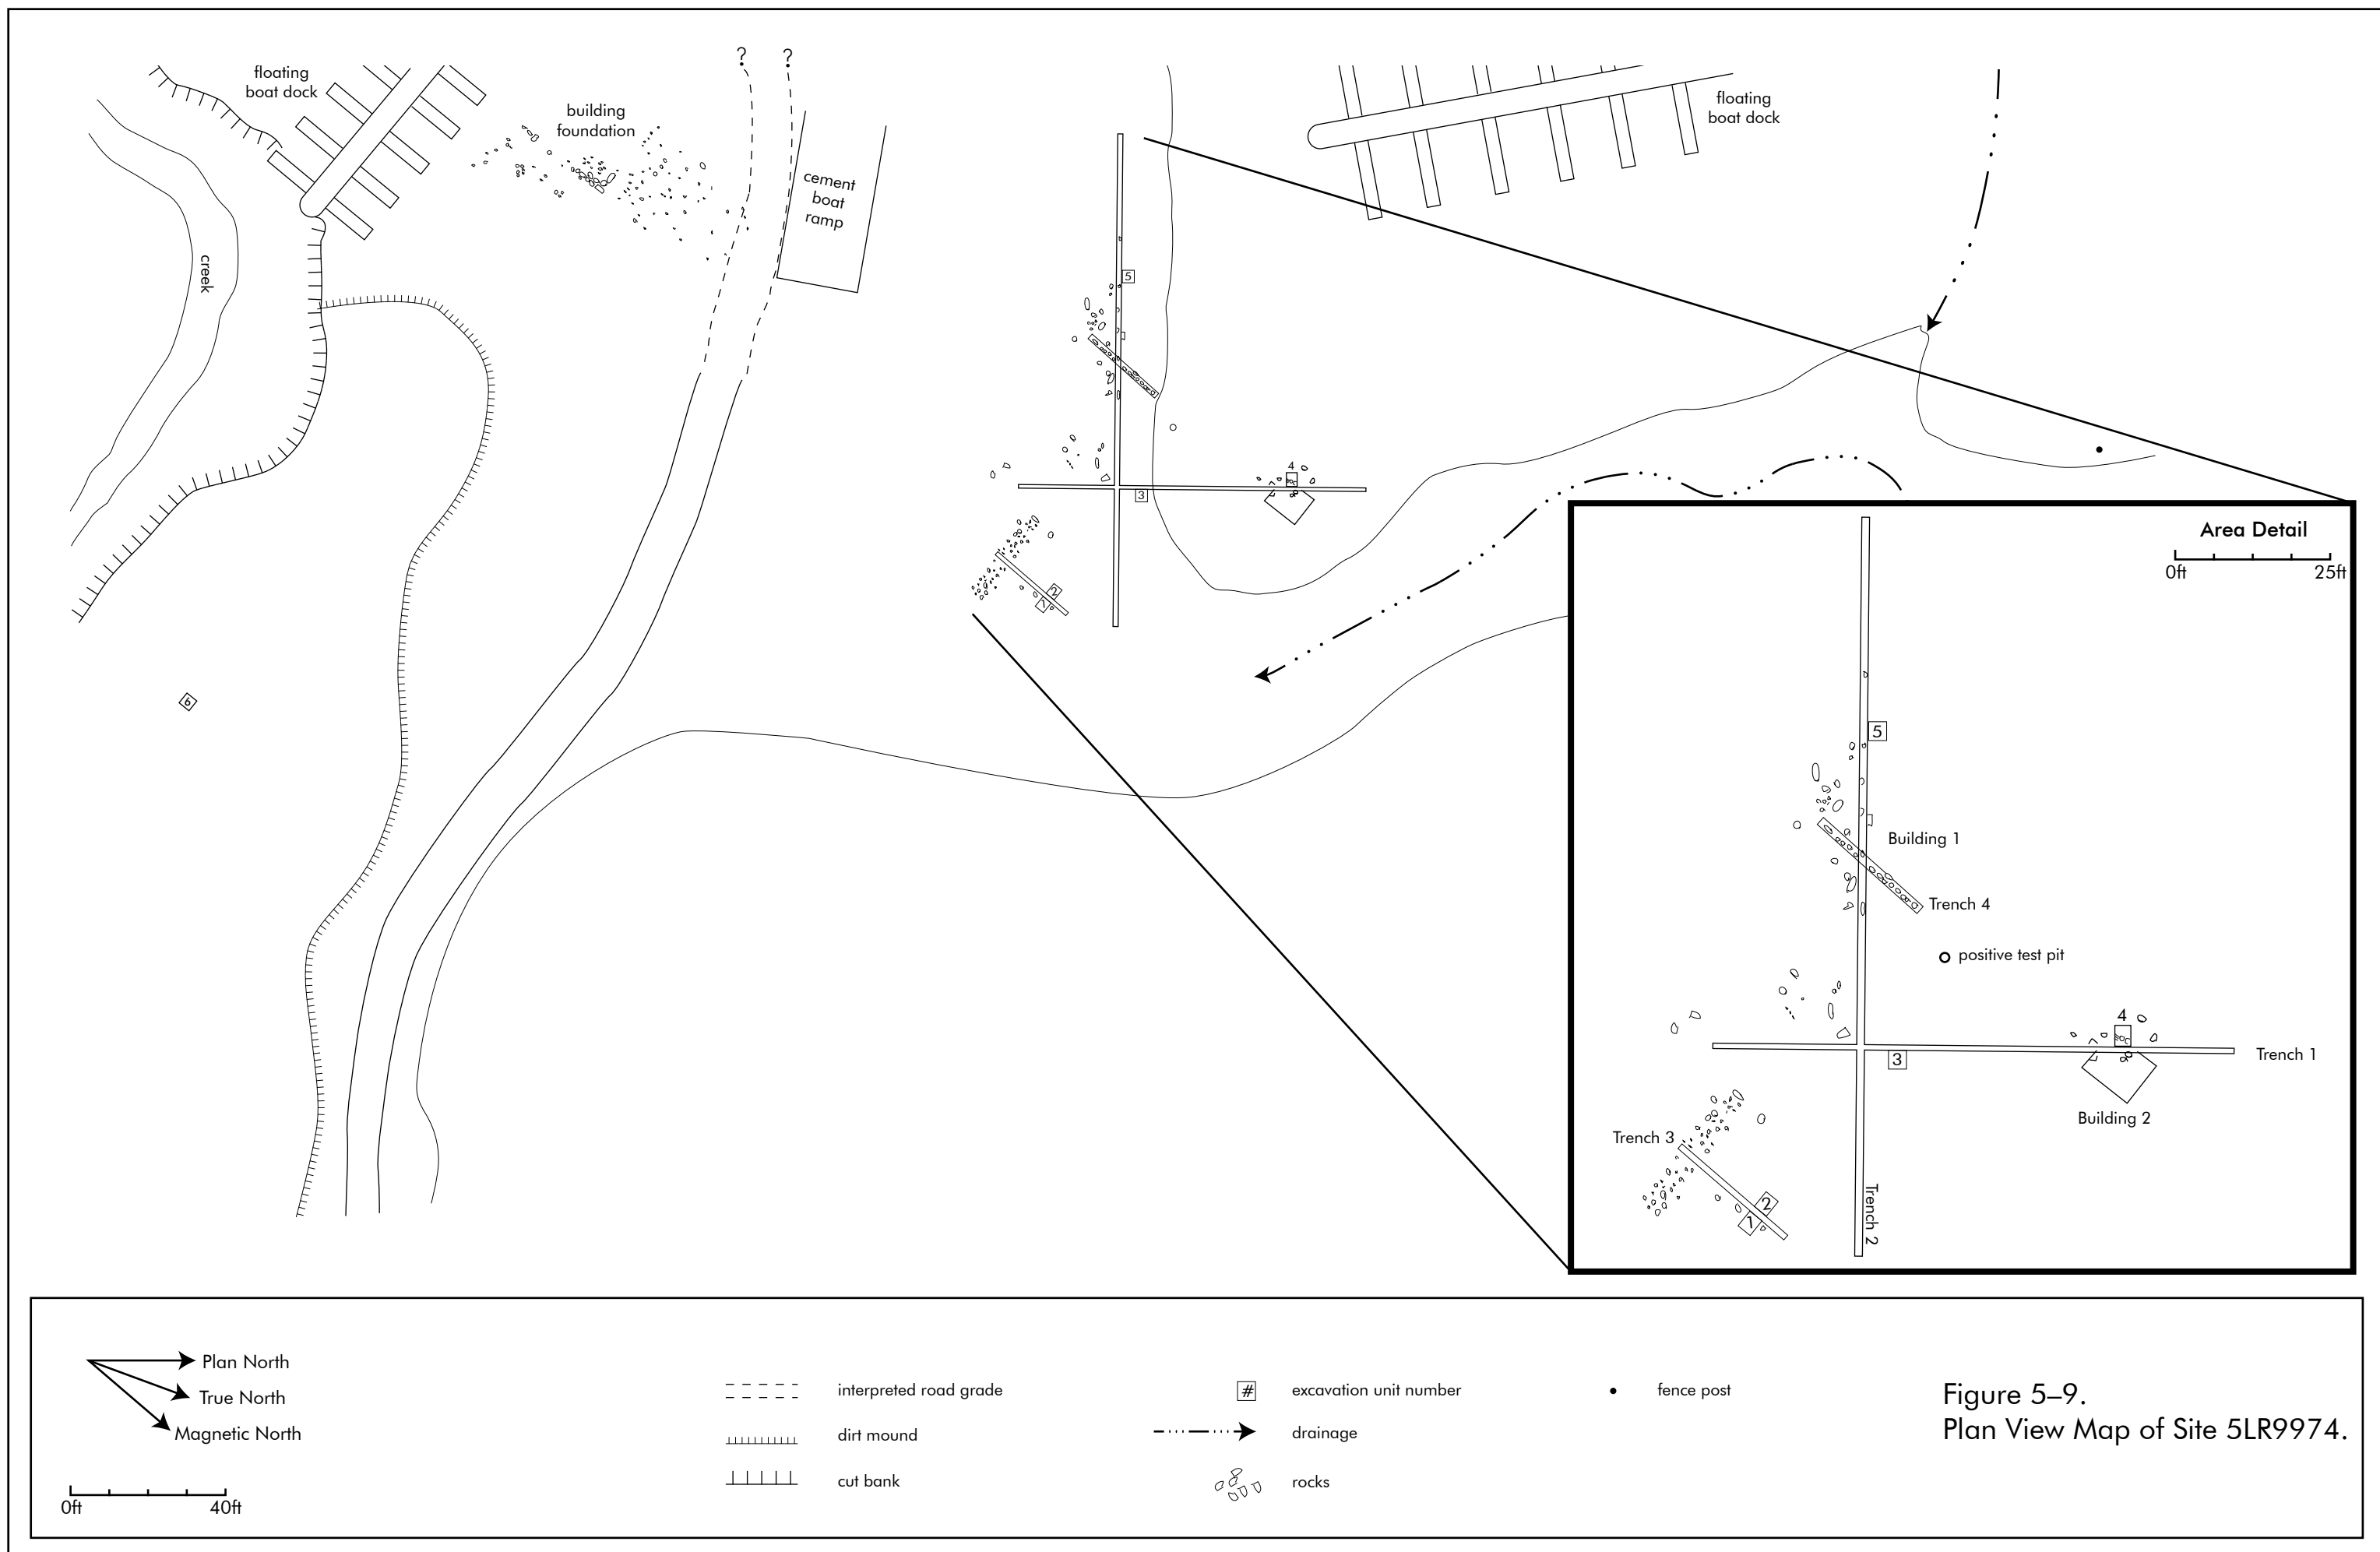 floating
boat dock
building
foundation
?
?
cement
boat
ramp
creek
floating
boat dock
5
4
3
2
1
6
Area Detail
0ft
25ft
5
Building 1
Trench 4
positive test pit
4
3
Trench 1
Building 2
Trench 3
2
1
Trench 2
Plan North
True North
Magnetic North
0ft
40ft
interpreted road grade
dirt mound
cut bank
#
excavation unit number
drainage
rocks
fence post
Figure 5–9.
Plan View Map of Site 5LR9974.